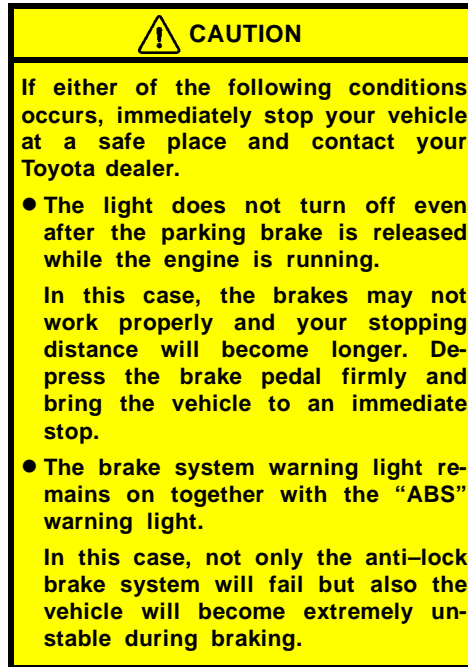 CAUTION
If either of the following conditions
occurs, immediately stop your vehicle
at a safe place and contact your
Toyota dealer.
● The light does not turn off even
after the parking brake is released
while the engine is running.
In this case, the brakes may not
work properly and your stopping
distance will become longer. De-
press the brake pedal firmly and
bring the vehicle to an immediate
stop.
● The brake system warning light re-
mains on together with the “ABS”
warning light.
In this case, not only the anti–lock
brake system will fail but also the
vehicle will become extremely un-
stable during braking.